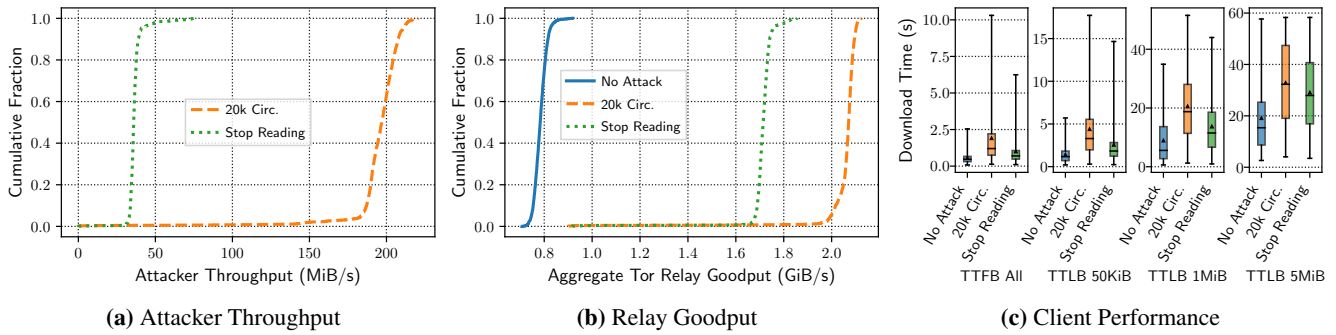 1.0
0.8
0.6
0.4
0.2
0.0
Cumulative Fraction
20k Circ.
Stop Reading
0 50 100 150 200
Attacker Throughput (MiB/s)
(a) Attacker Throughput
1.0
0.8
0.6
0.4
0.2
0.0
Cumulative Fraction
No Attack
20k Circ.
Stop Reading
0.8 1.0 1.2 1.4 1.6 1.8 2.0
Aggregate Tor Relay Goodput (GiB/s)
(b) Relay Goodput
Download Time (s)
10.0
7.5
5.0
2.5
0.0
No Attack
20k Circ.
Stop Reading
TTFB All
15
10
5
0
No Attack
20k Circ.
Stop Reading
TTLB 50KiB
40
20
0
No Attack
20k Circ.
Stop Reading
TTLB 1MiB
60
40
20
0
No Attack
20k Circ.
Stop Reading
TTLB 5MiB
(c) Client Performance